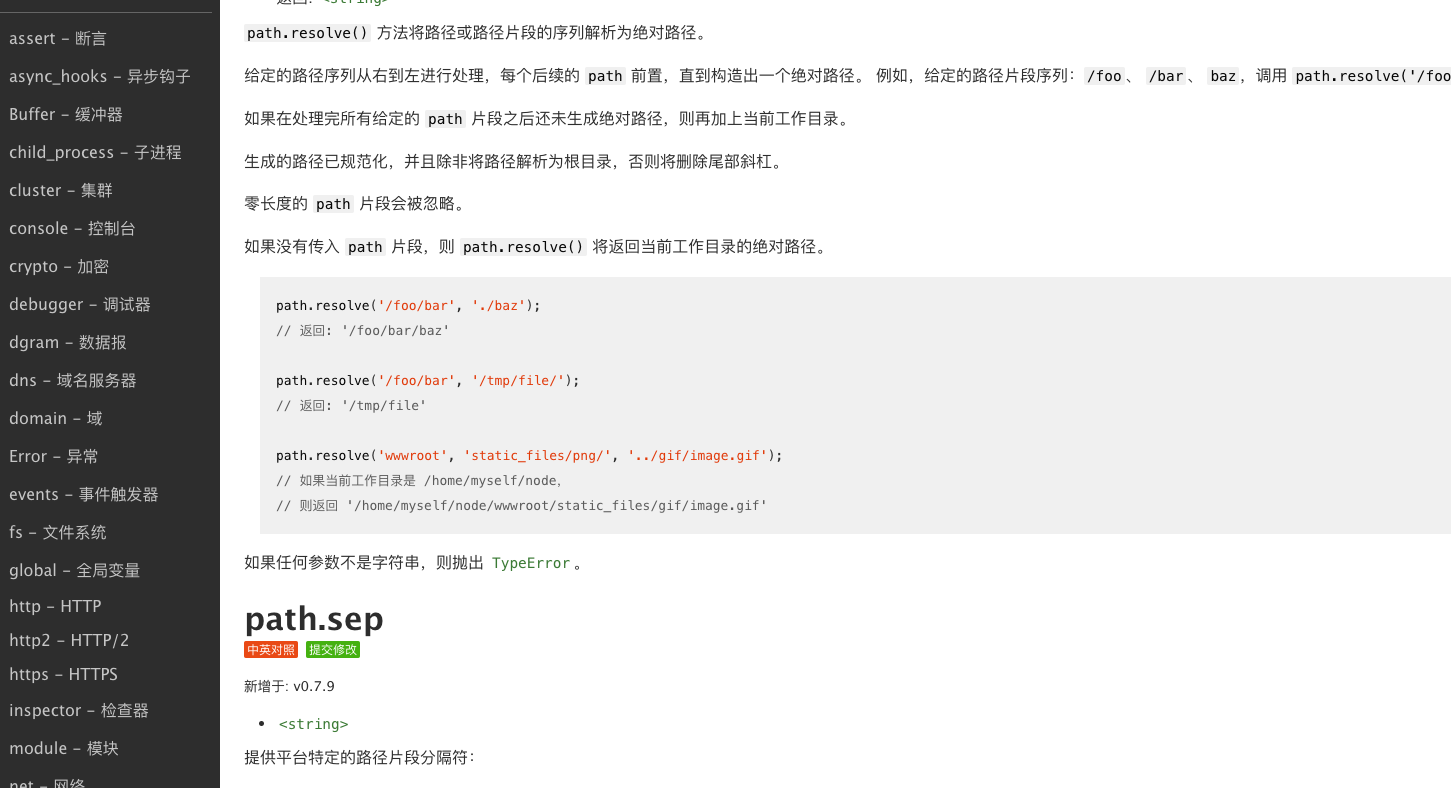 assert – 断言
async_hooks – 异步钩子
Buffer – 缓冲器
child_process – 子进程
cluster – 集群
console – 控制台
crypto – 加密
debugger – 调试器
dgram – 数据报
dns – 域名服务器
domain – 域
Error – 异常
events – 事件触发器
fs – 文件系统
global – 全局变量
http – HTTP
http2 – HTTP/2
https – HTTPS
inspector – 检查器
module – 模块
net – 网络
返回: <string>
path.resolve() 方法将路径或路径片段的序列解析为绝对路径。
给定的路径序列从右到左进行处理，每个后续的 path 前置，直到构造出一个绝对路径。 例如，给定的路径片段序列：/foo、 /bar、 baz，调用 path.resolve('/foo
如果在处理完所有给定的 path 片段之后还未生成绝对路径，则再加上当前工作目录。
生成的路径已规范化，并且除非将路径解析为根目录，否则将删除尾部斜杠。
零长度的 path 片段会被忽略。
如果没有传入 path 片段，则 path.resolve() 将返回当前工作目录的绝对路径。
path.resolve('/foo/bar', './baz');
// 返回: '/foo/bar/baz'
path.resolve('/foo/bar', '/tmp/file/');
// 返回: '/tmp/file'
path.resolve('wwwroot', 'static_files/png/', '../gif/image.gif');
// 如果当前工作目录是 /home/myself/node，
// 则返回 '/home/myself/node/wwwroot/static_files/gif/image.gif'
如果任何参数不是字符串，则抛出 TypeError。
path.sep
中英对照 提交修改
新增于: v0.7.9
• <string>
提供平台特定的路径片段分隔符：